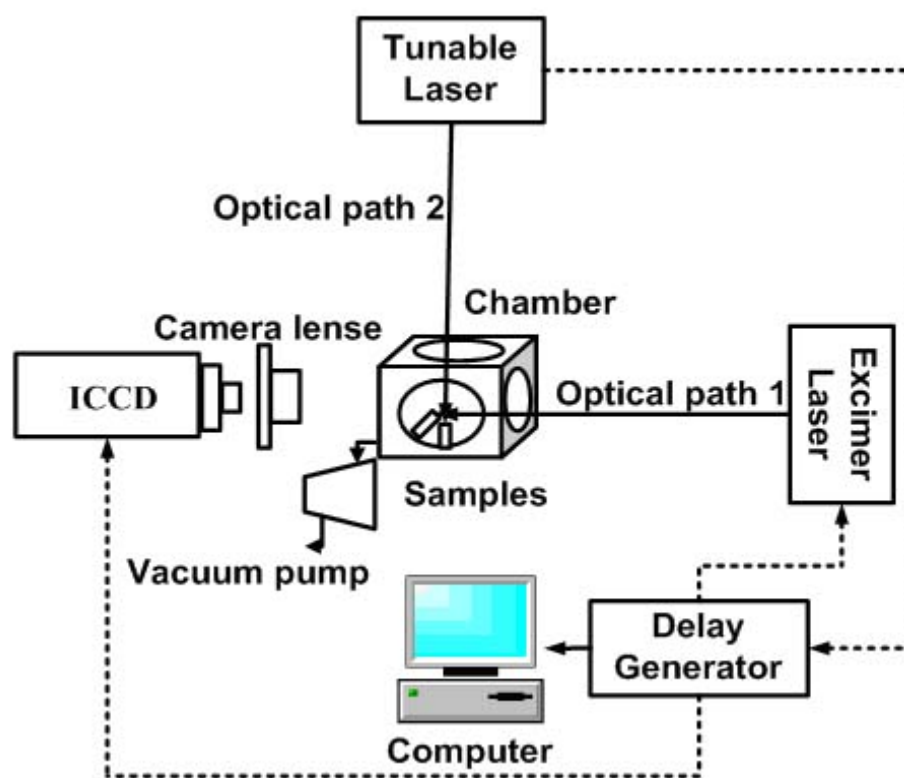 Tunable
Laser
Optical path 2
Chamber
Camera lense
ICCD
Optical path 1
Excimer
Laser
Samples
Vacuum pump
Delay
Generator
Computer